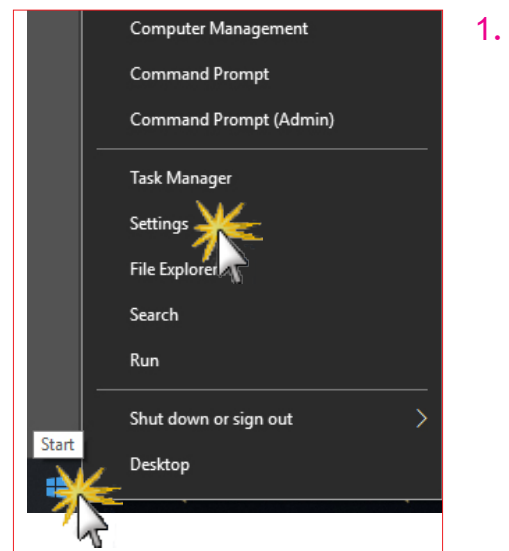 Computer Management
1.
Command Prompt
Command Prompt (Admin)
Task Manager
Settings
File Explorer
Search
Run
Shut down or sign out
Start
Desktop